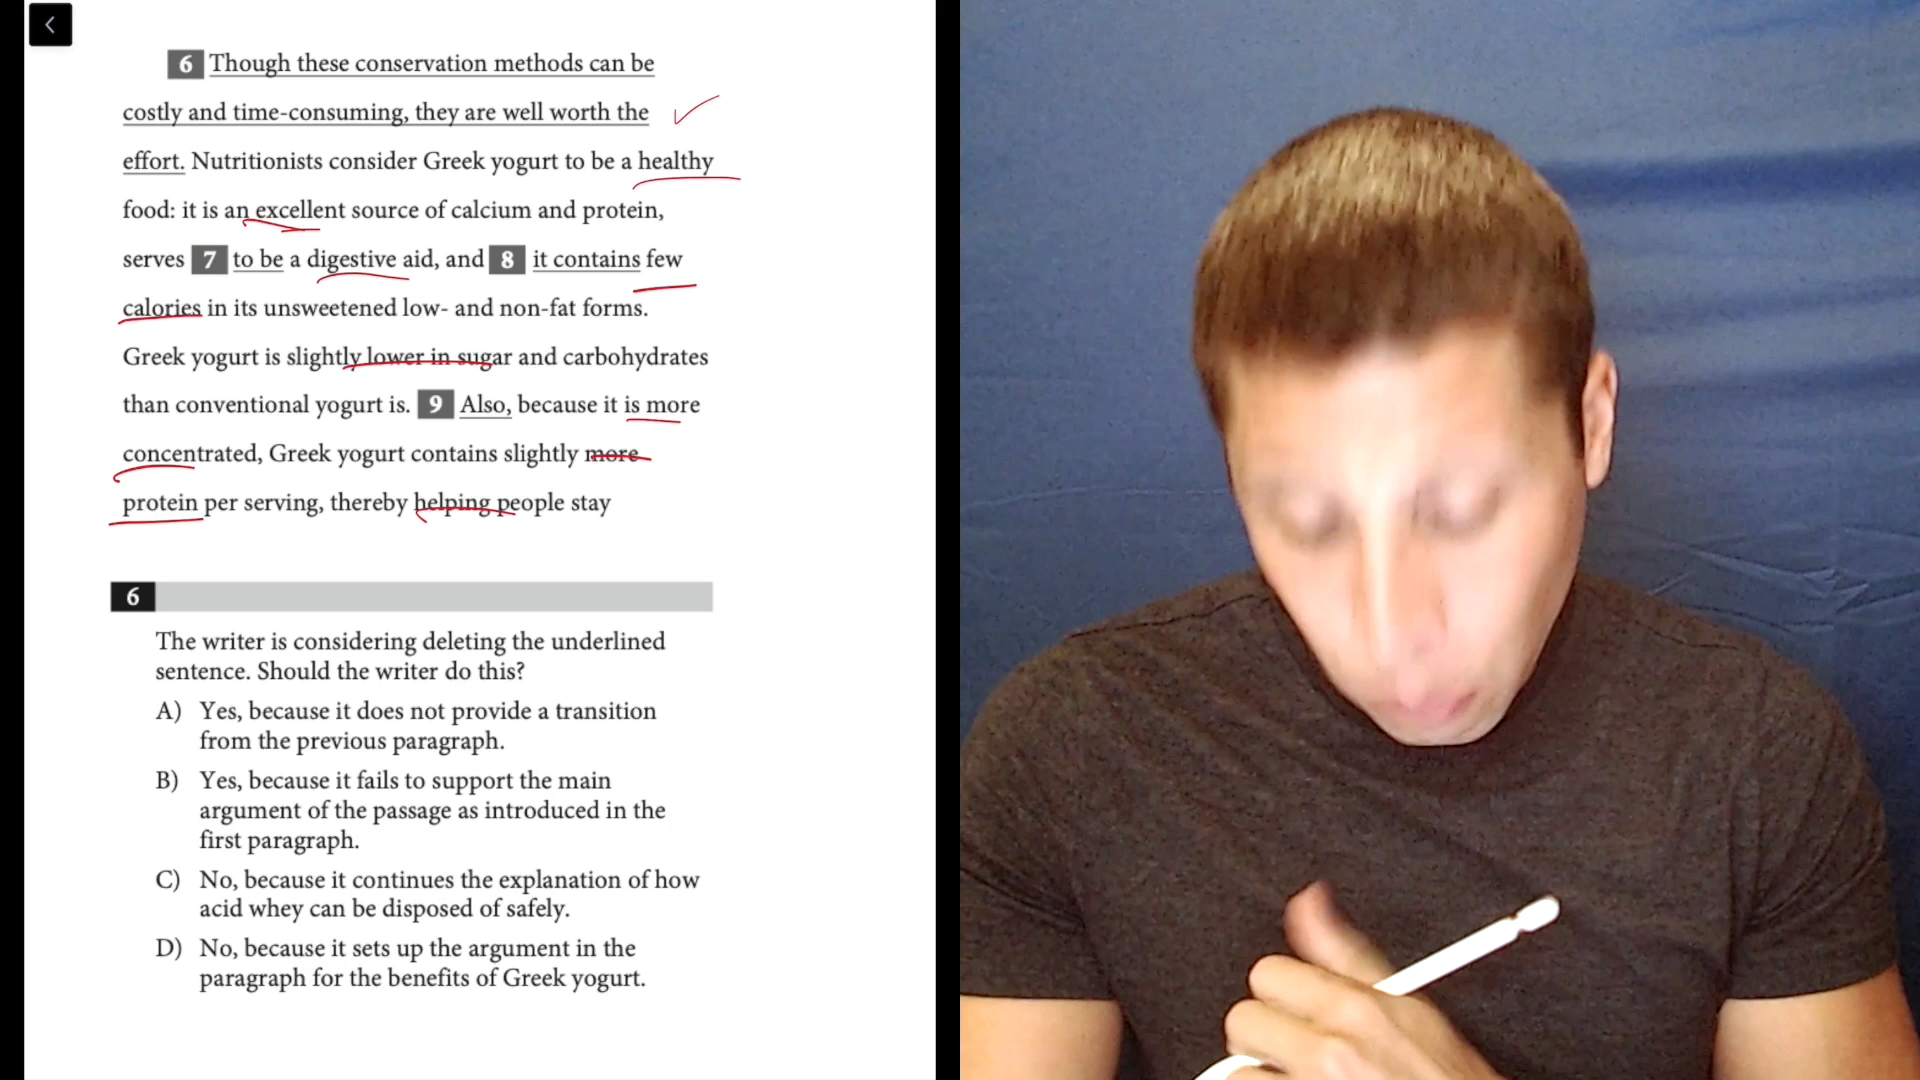 6 Though these conservation methods can be
costly and time-consuming, they are well worth the
effort. Nutritionists consider Greek yogurt to be a healthy
food: it is an excellent source of calcium and protein,
serves 7 to be a digestive aid, and 8 it contains few
calories in its unsweetened low- and non-fat forms.
Greek yogurt is slightly lower in sugar and carbohydrates
than conventional yogurt is. 9 Also, because it is more
concentrated, Greek yogurt contains slightly more
protein per serving, thereby helping people stay
6
The writer is considering deleting the underlined
sentence. Should the writer do this?
A) Yes, because it does not provide a transition
from the previous paragraph.
B) Yes, because it fails to support the main
argument of the passage as introduced in the
first paragraph.
C) No, because it continues the explanation of how
acid whey can be disposed of safely.
D) No, because it sets up the argument in the
paragraph for the benefits of Greek yogurt.